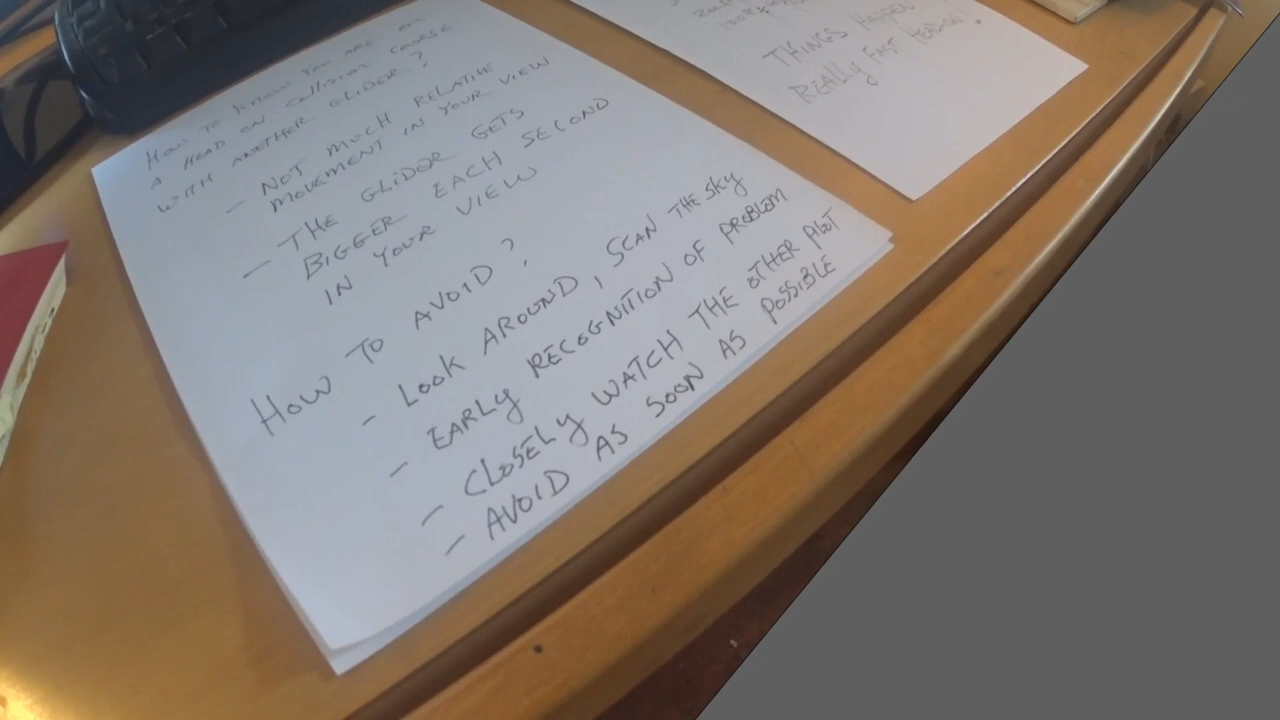 HOW TO KNOW YOU ARE ON
A HEAD ON COLLISION COURSE
WITH ANOTHER GLIDER?
- NOT MUCH RELATIVE
MOVEMENT IN YOUR VIEW
- THE GLIDER GETS
BIGGER EACH SECOND
IN YOUR VIEW
HOW TO AVOID?
- LOOK AROUND, SCAN THE SKY
- EARLY RECOGNITION OF PROBLEM
- CLOSELY WATCH THE OTHER PILOT
- AVOID AS SOON AS POSSIBLE
THINGS HAPPEN
REALLY FAST HEAD-ON!